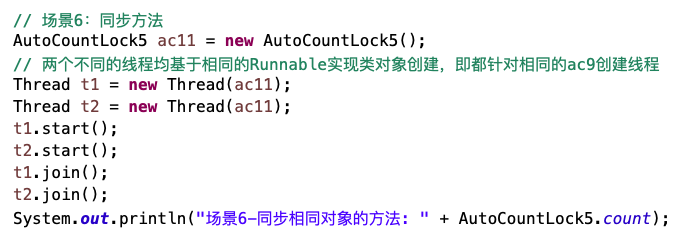 // 场景6：同步方法
AutoCountLock5 ac11 = new AutoCountLock5();
// 两个不同的线程均基于相同的Runnable实现类对象创建，即都针对相同的ac9创建线程
Thread t1 = new Thread(ac11);
Thread t2 = new Thread(ac11);
t1.start();
t2.start();
t1.join();
t2.join();
System.out.println("场景6-同步相同对象的方法: " + AutoCountLock5.count);